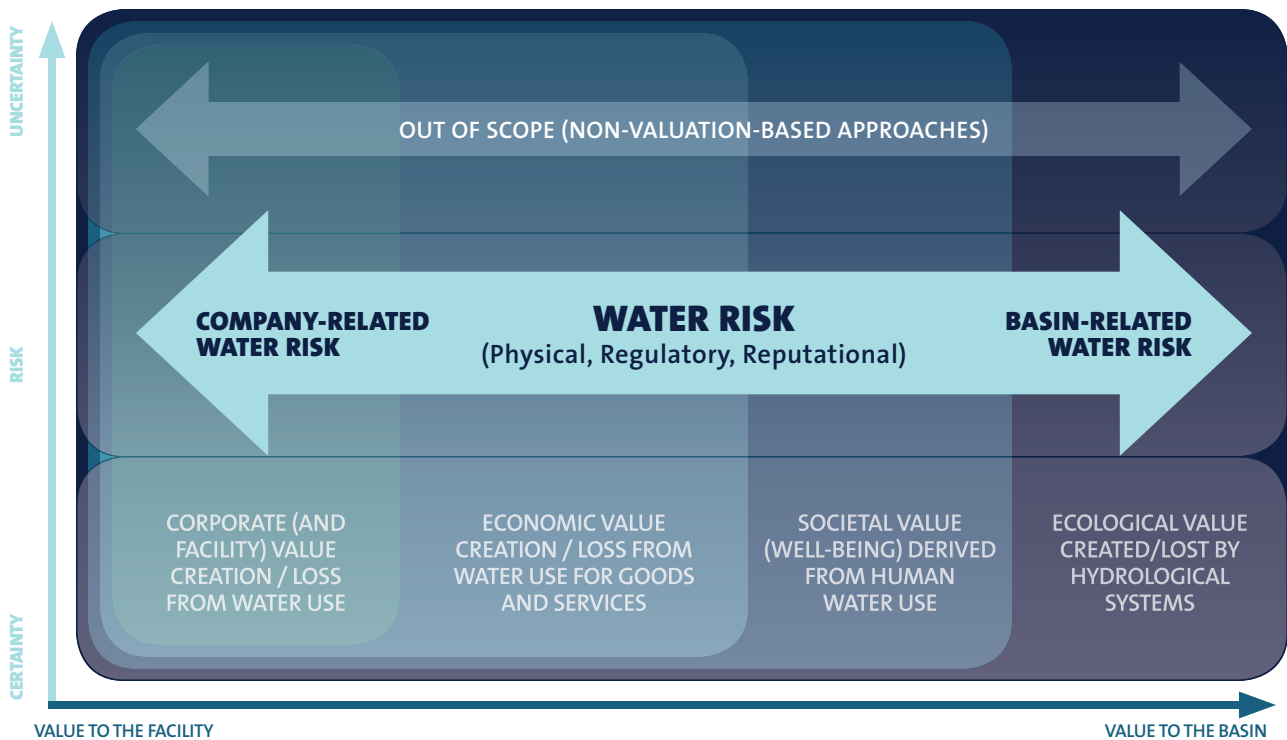 UNCERTAINTY
RISK
CERTAINTY
OUT OF SCOPE (NON-VALUATION-BASED APPROACHES)
COMPANY-RELATED
WATER RISK
WATER RISK
(Physical, Regulatory, Reputational)
BASIN-RELATED
WATER RISK
CORPORATE (AND
FACILITY) VALUE
CREATION / LOSS
FROM WATER USE
ECONOMIC VALUE
CREATION / LOSS FROM
WATER USE FOR GOODS
AND SERVICES
SOCIETAL VALUE
(WELL-BEING) DERIVED
FROM HUMAN
WATER USE
ECOLOGICAL VALUE
CREATED/LOST BY
HYDROLOGICAL
SYSTEMS
VALUE TO THE FACILITY
VALUE TO THE BASIN